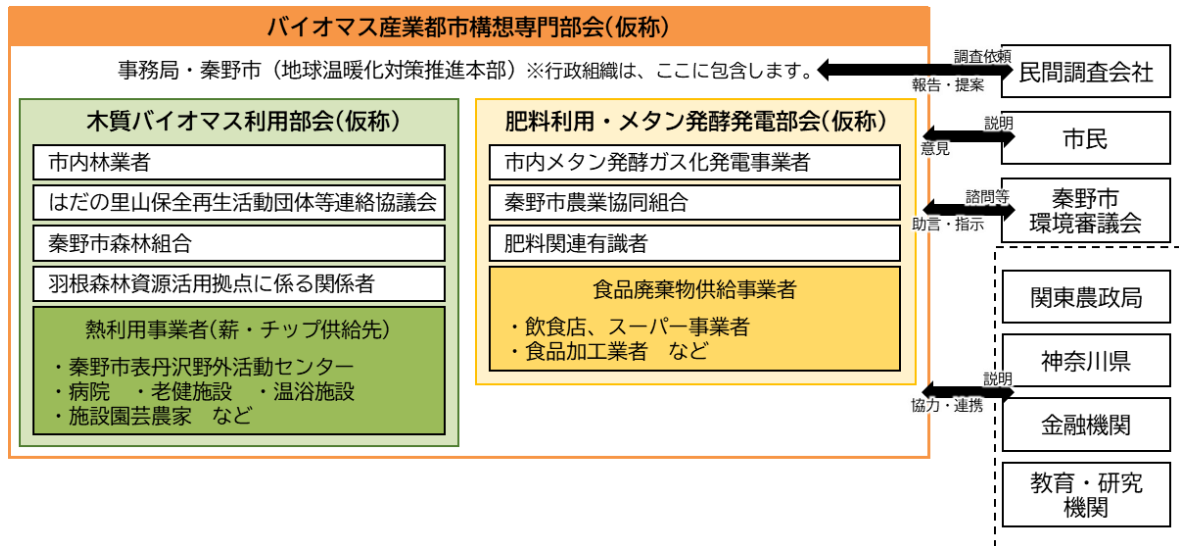 バイオマス産業都市構想専門部会(仮称)
事務局・秦野市（地球温暖化対策推進本部）※行政組織は、ここに包含します。
木質バイオマス利用部会(仮称)
市内林業者
はだの里山保全再生活動団体等連絡協議会
秦野市森林組合
羽根森林資源活用拠点に係る関係者
熱利用事業者(薪・チップ供給先)
・秦野市表丹沢野外活動センター
・病院　・老健施設　・温浴施設
・施設園芸農家　など
肥料利用・メタン発酵発電部会(仮称)
市内メタン発酵ガス化発電事業者
秦野市農業協同組合
肥料関連有識者
食品廃棄物供給事業者
・飲食店、スーパー事業者
・食品加工業者　など
調査依頼
報告・提案
民間調査会社
説明
意見
市民
諮問等
助言・指示
秦野市
環境審議会
説明
協力・連携
関東農政局
神奈川県
金融機関
教育・研究
機関